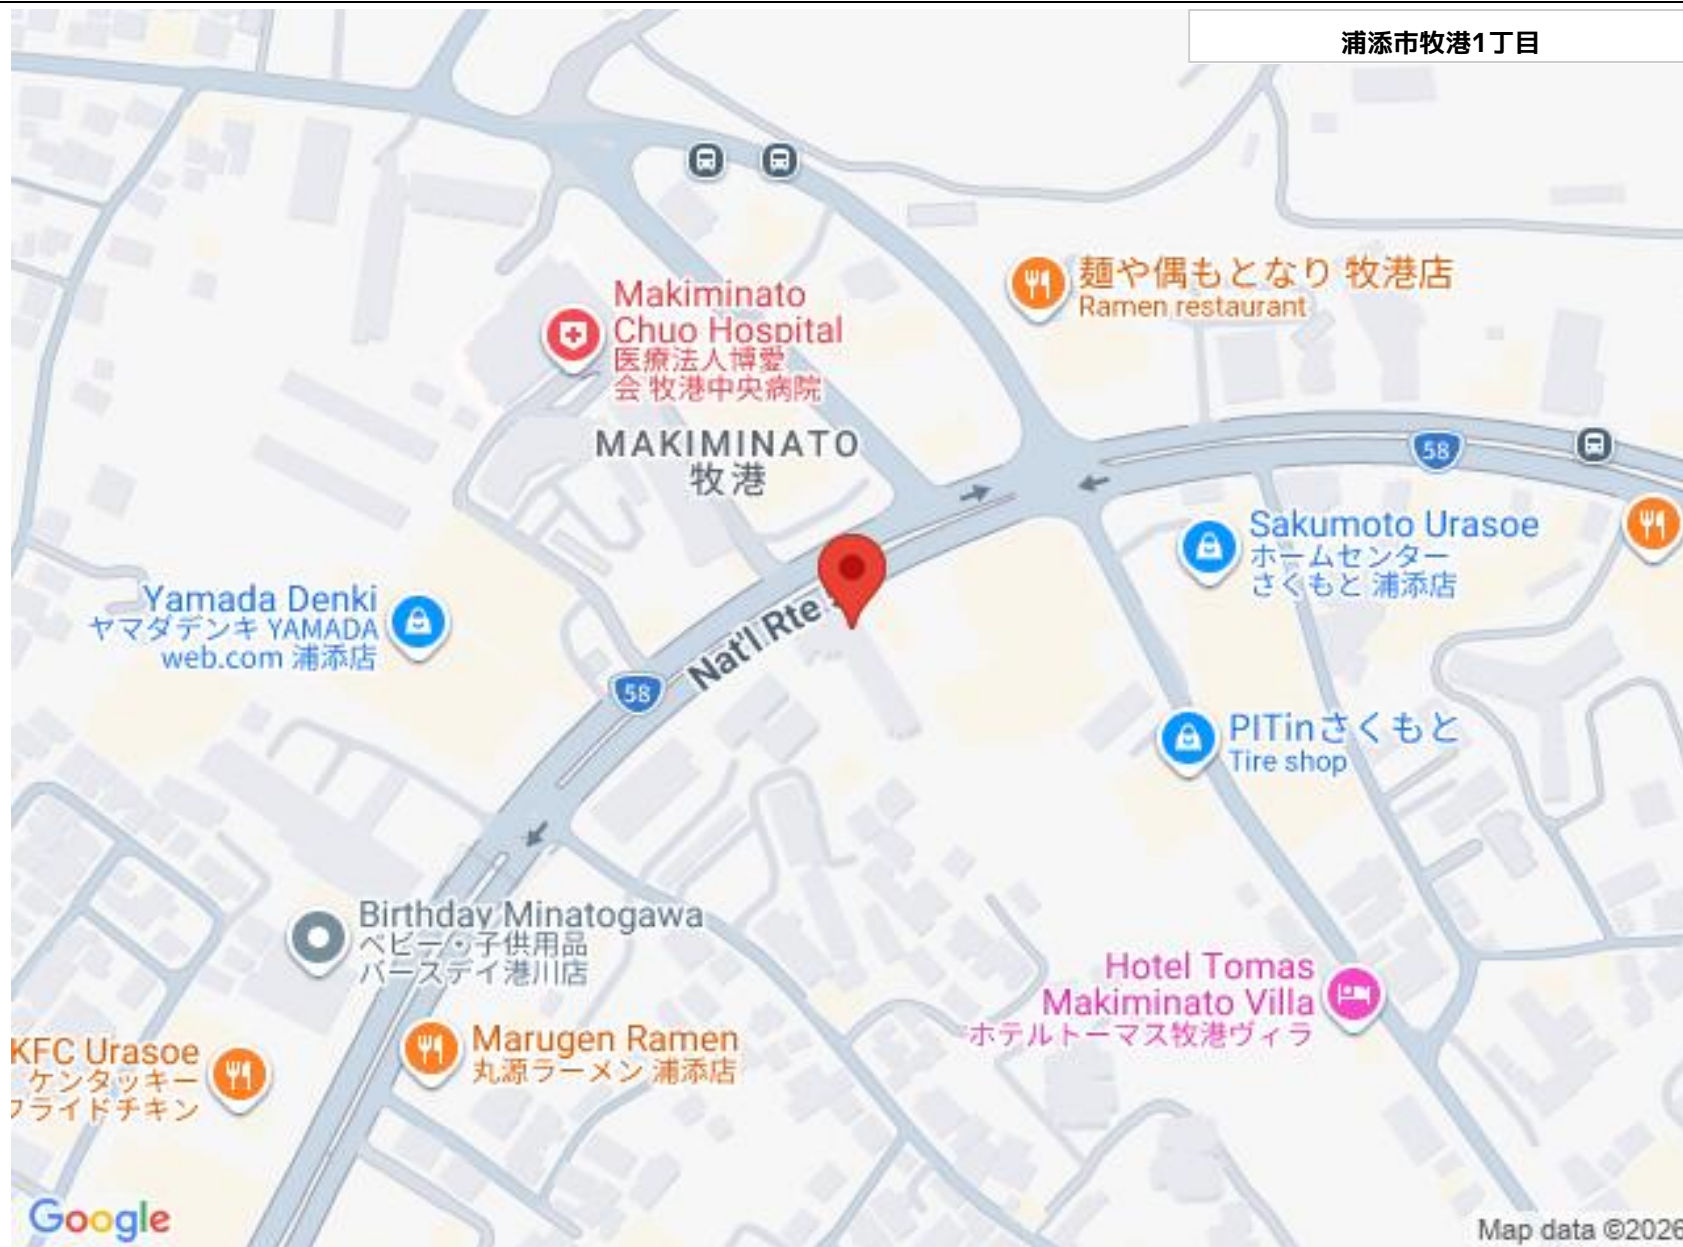 浦添市牧港1丁目
麺や偶もとなり 牧港店
Ramen restaurant
Makiminato
Chuo Hospital
医療法人博愛
会 牧港中央病院
MAKIMINATO
牧港
58
Sakumoto Urasoe
ホームセンター
さくもと 浦添店
Yamada Denki
ヤマダデンキ YAMADA
web.com 浦添店
Nat'l Rte
58
PITinさくもと
Tire shop
Birthday Minatogawa
ベビー・子供用品
バースデイ港川店
Hotel Tomas
Makiminato Villa
ホテルトーマス牧港ヴィラ
KFC Urasoe
ケンタッキー
フライドチキン
Marugen Ramen
丸源ラーメン 浦添店
Google
Map data ©2026